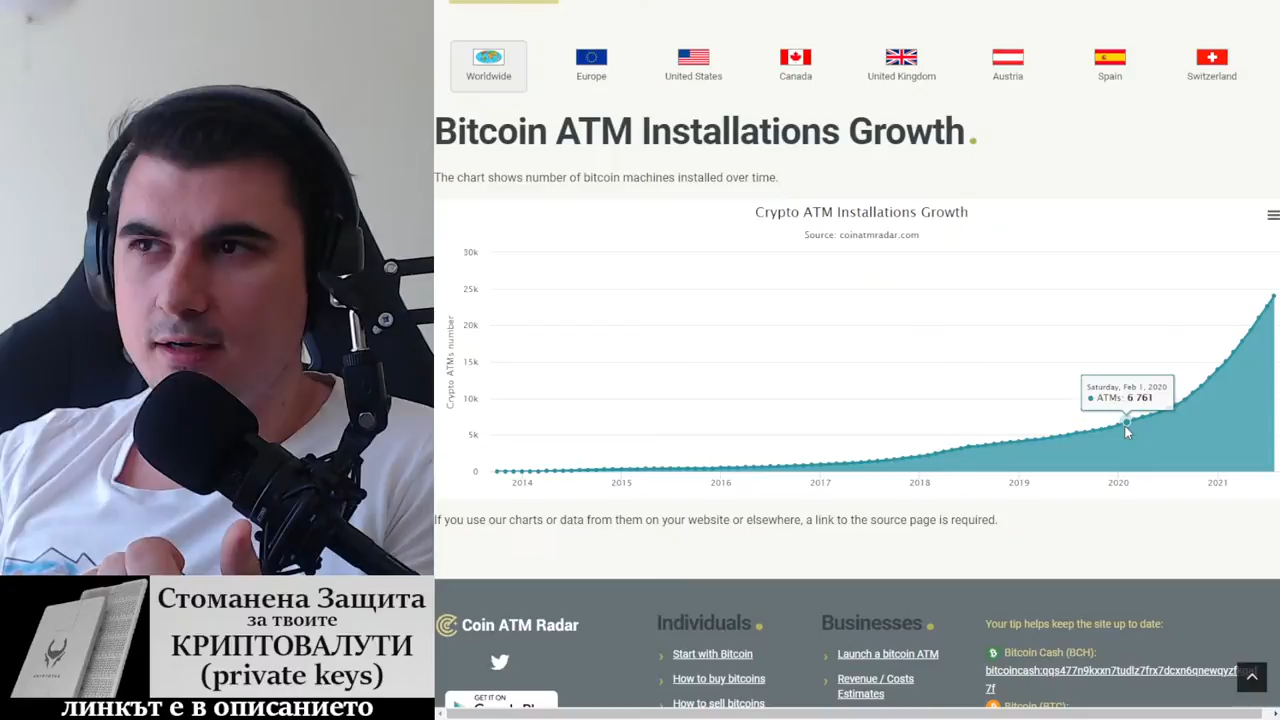 Worldwide
Europe
United States
Canada
United Kingdom
Austria
Spain
Switzerland
Bitcoin ATM Installations Growth.
The chart shows number of bitcoin machines installed over time.
Crypto ATM Installations Growth
Source: coinatmradar.com
Crypto ATMs number
30k
25k
20k
15k
10k
5k
0
Saturday, Feb 1, 2020
ATMs: 6 761
2014
2015
2016
2017
2018
2019
2020
2021
If you use our charts or data from them on your website or elsewhere, a link to the source page is required.
Стоманена Защита
за твоите
КРИПТОВАЛУТИ
(private keys)
линкът е в описанието
Coin ATM Radar
GET IT ON
Individuals.
Start with Bitcoin
How to buy bitcoins
How to sell bitcoins
Businesses.
Launch a bitcoin ATM
Revenue / Costs
Estimates
Your tip helps keep the site up to date:
Bitcoin Cash (BCH):
7f
Bitcoin (BTC):